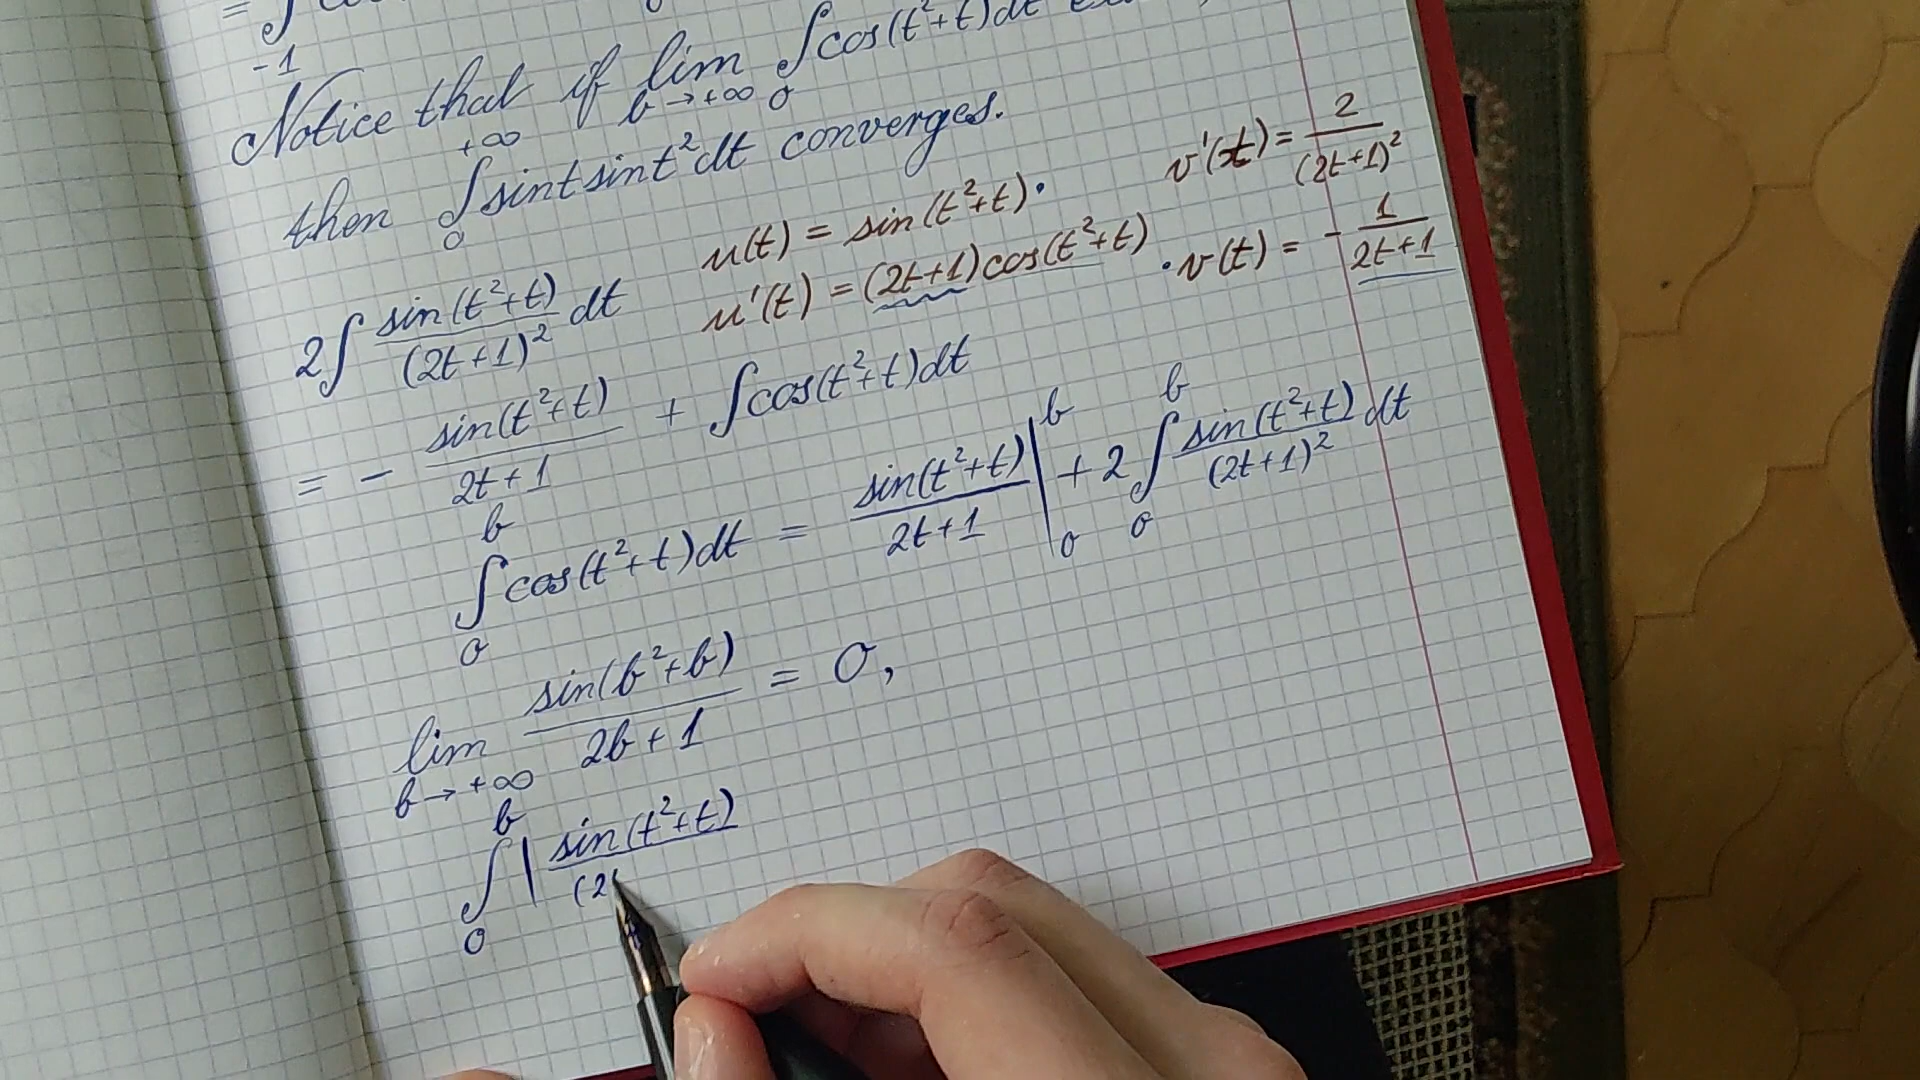 = ∫
-1
Notice that if lim b→+∞ ∫ 0 cos(t²+t)dt
then ∫ 0 +∞ sint sint² dt converges.
u(t) = sin(t²+t) · v'(t) = 2/(2t+1)²
u'(t) = (2t+1)cos(t²+t) · v(t) = - 1/(2t+1)
2∫ sin(t²+t)/(2t+1)² dt
= - sin(t²+t)/(2t+1) + ∫cos(t²+t)dt
∫ 0 b cos(t²+t)dt = sin(t²+t)/(2t+1) | 0 b + 2 ∫ 0 b sin(t²+t)/(2t+1)² dt
lim b→+∞ sin(b²+b)/(2b+1) = 0,
∫ 0 b | sin(t²+t)/(2